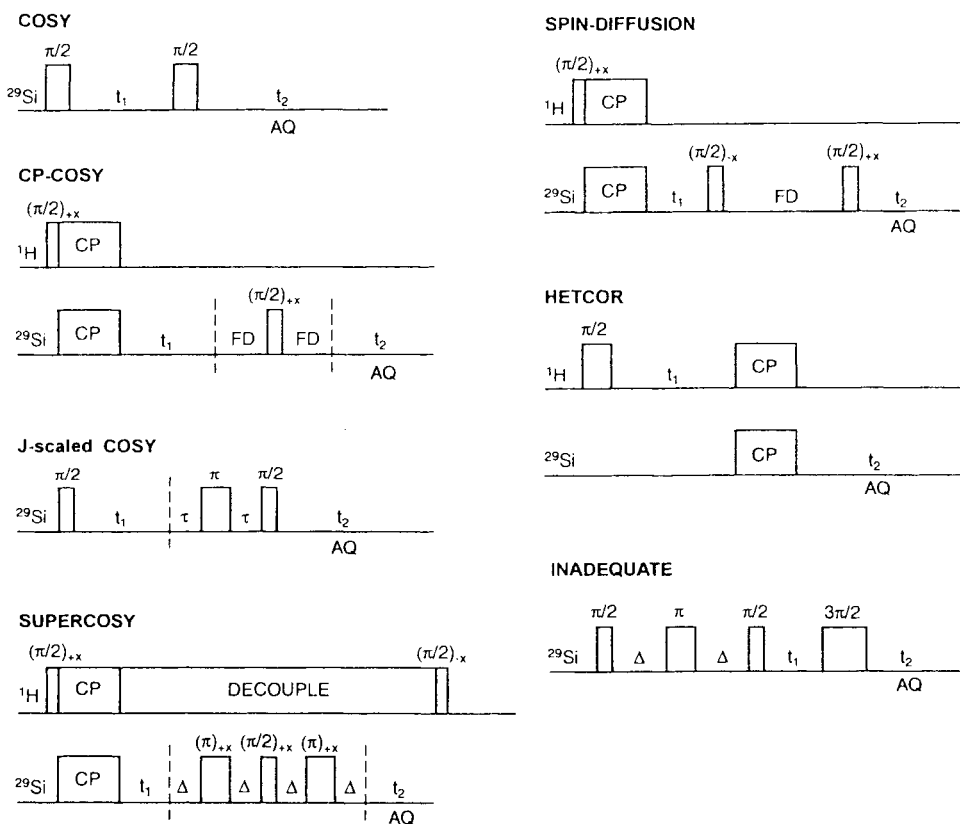 COSY
π/2 π/2
²⁹Si t₁ t₂
AQ
CP-COSY
(π/2)₊ₓ
¹H CP
(π/2)₊ₓ
²⁹Si CP t₁ FD FD t₂
AQ
J-scaled COSY
π/2 π π/2
²⁹Si t₁ τ τ t₂
AQ
SUPERCOSY
(π/2)₊ₓ (π/2)₋ₓ
¹H CP DECOUPLE
(π)₊ₓ (π/2)₊ₓ (π)₊ₓ
²⁹Si CP t₁ Δ Δ Δ Δ t₂
AQ
SPIN-DIFFUSION
(π/2)₊ₓ
¹H CP
(π/2)₋ₓ (π/2)₊ₓ
²⁹Si CP t₁ FD t₂
AQ
HETCOR
π/2
¹H t₁ CP
²⁹Si CP t₂
AQ
INADEQUATE
π/2 π π/2 3π/2
²⁹Si Δ Δ t₁ t₂
AQ